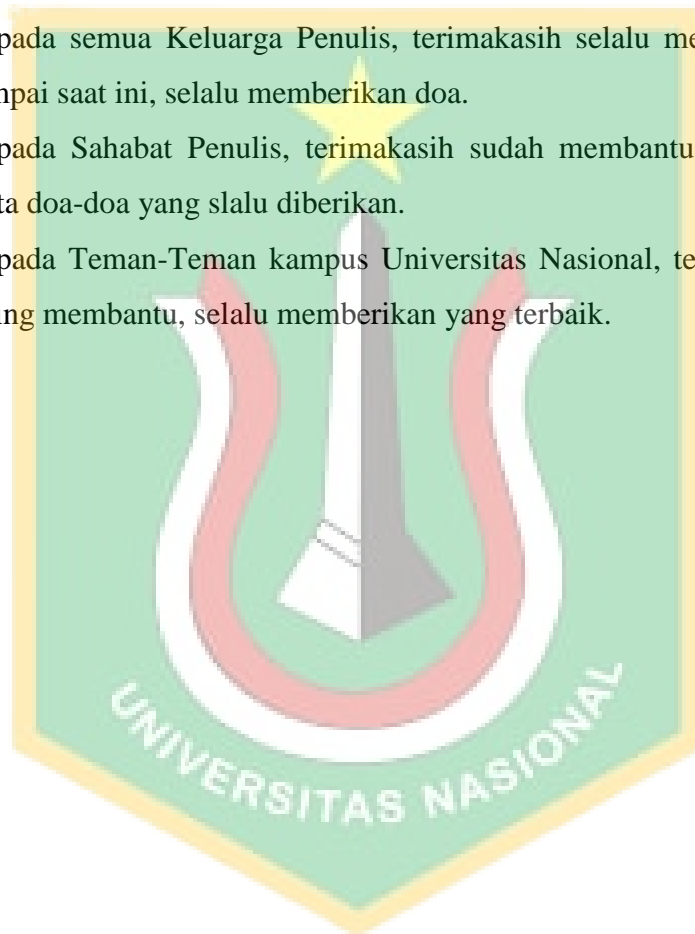 pada semua Keluarga Penulis, terimakasih selalu me
npai saat ini, selalu memberikan doa.
pada Sahabat Penulis, terimakasih sudah membantu
ta doa-doa yang slalu diberikan.
pada Teman-Teman kampus Universitas Nasional, te
ing membantu, selalu memberikan yang terbaik.
UNIVERSITAS NASIONAL